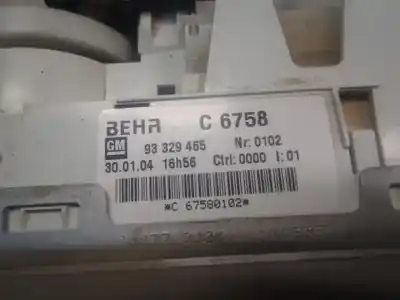 BEHR C 6758
GM 93 329 465 Nr:0102
30.01.04 16h56 Ctrl:0000 I:01
*C 67580102*